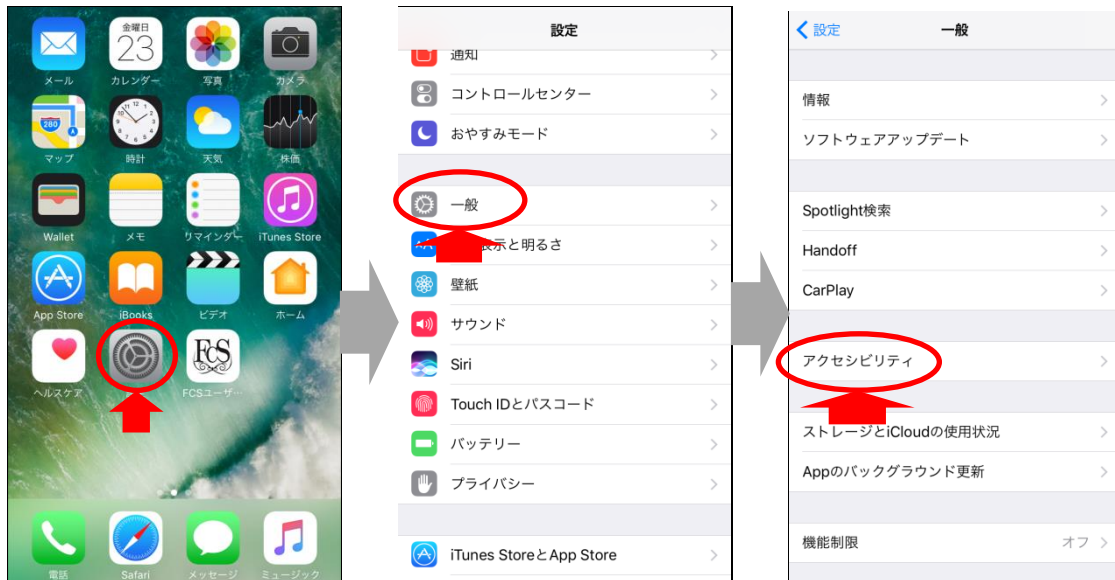 金曜日
23
メール
カレンダー
写真
カメラ
280
マップ
時計
天気
株価
Wallet
メモ
リマインダー
iTunes Store
App Store
iBooks
ビデオ
ホーム
ヘルスケア
FCS
FCSユーザ…
電話
Safari
メッセージ
ミュージック
設定
通知
コントロールセンター
おやすみモード
一般
AA
表示と明るさ
壁紙
サウンド
Siri
Touch IDとパスコード
バッテリー
プライバシー
iTunes StoreとApp Store
設定
一般
情報
ソフトウェアアップデート
Spotlight検索
Handoff
CarPlay
アクセシビリティ
ストレージとiCloudの使用状況
Appのバックグラウンド更新
機能制限
オフ